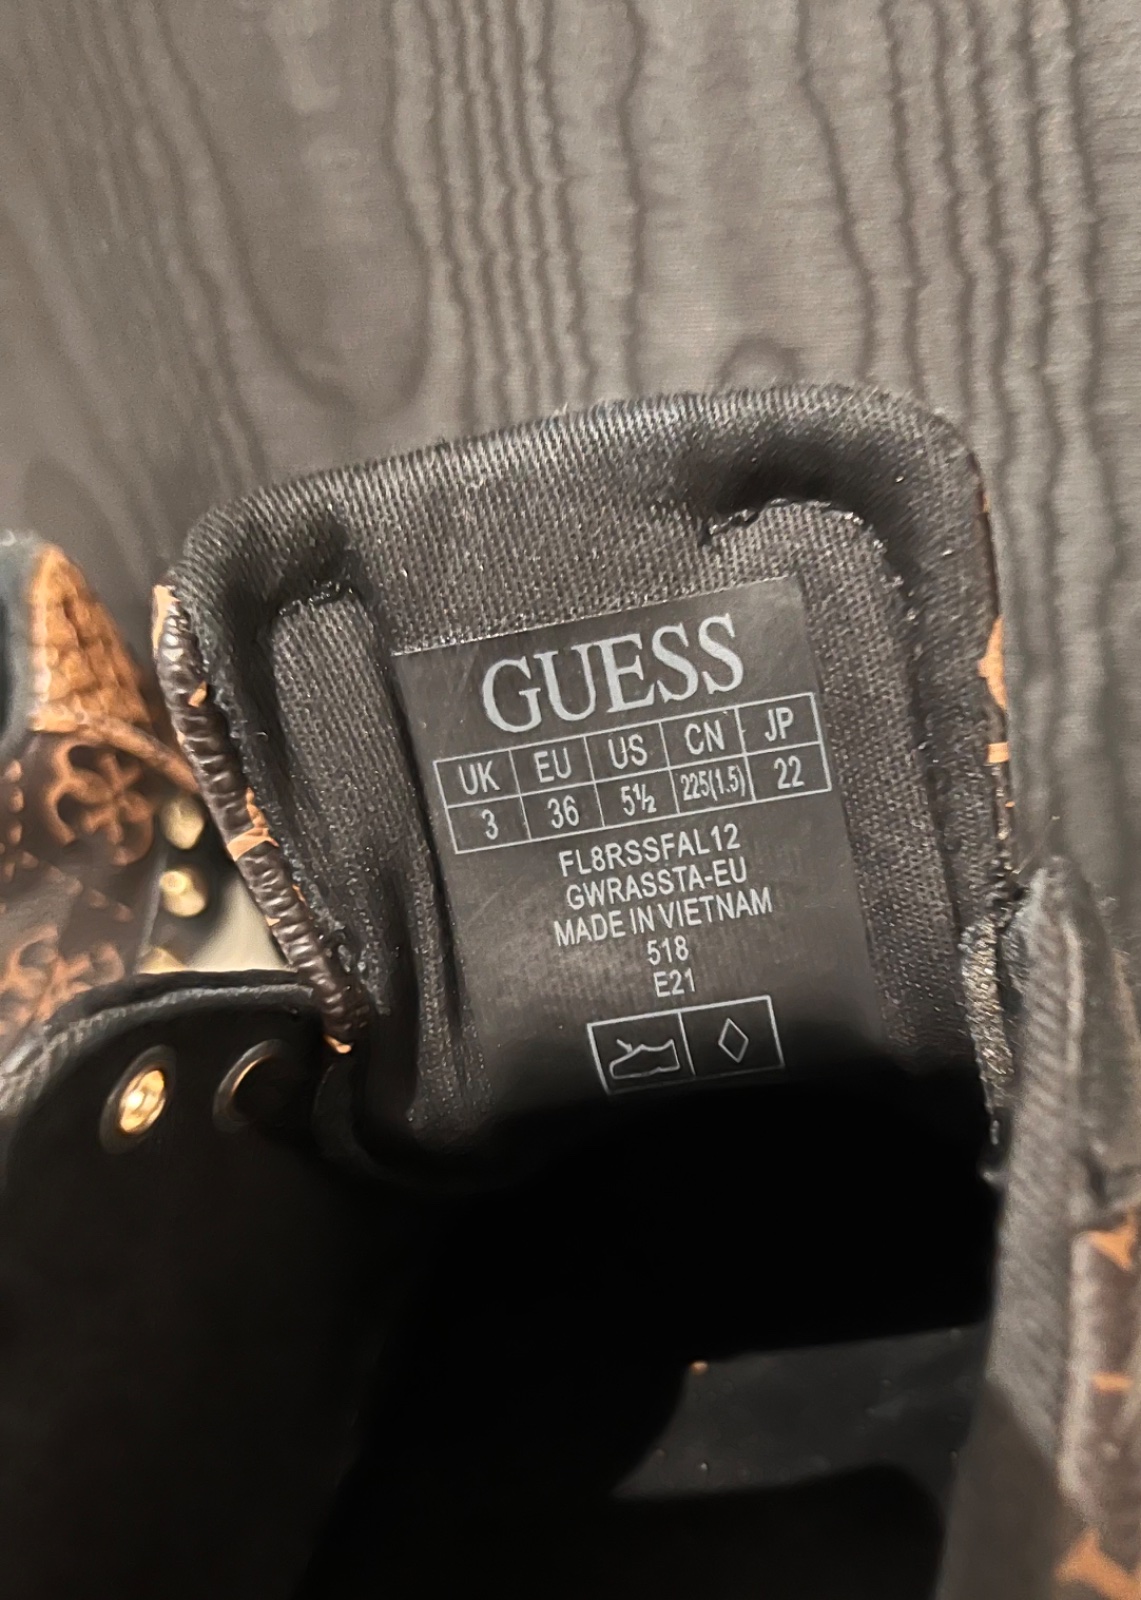 GUESS
UK EU US CN JP
3 36 5½ 225(1.5) 22
FL8RSSFAL12
GWRASSTA-EU
MADE IN VIETNAM
518
E21